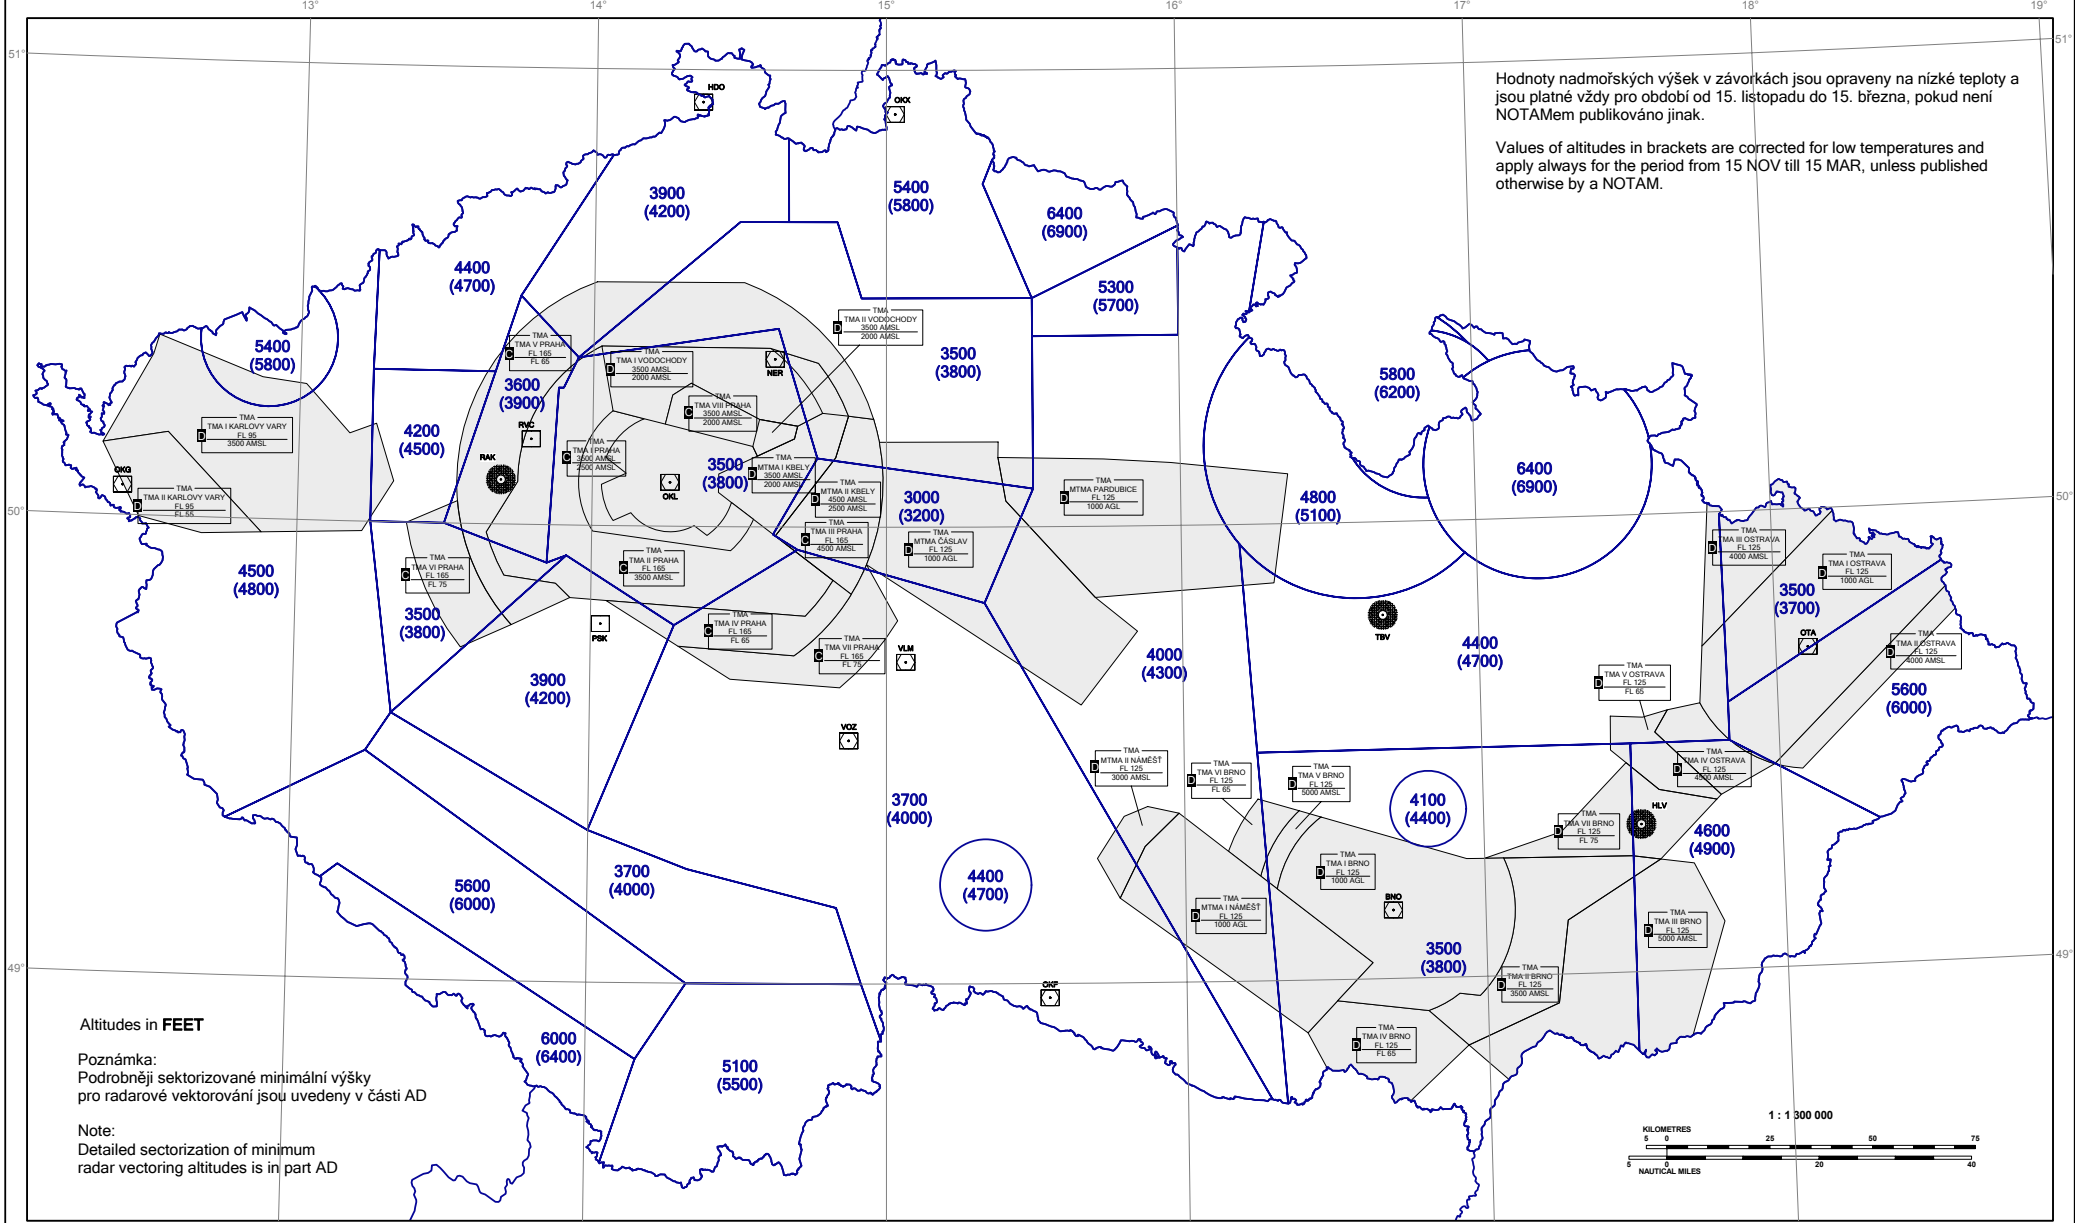 13°
14°
15°
16°
17°
18°
19°
51°
51°
Hodnoty nadmořských výšek v závorkách jsou opraveny na nízké teploty a
jsou platné vždy pro období od 15. listopadu do 15. března, pokud není
NOTAMem publikováno jinak.
Values of altitudes in brackets are corrected for low temperatures and
apply always for the period from 15 NOV till 15 MAR, unless published
otherwise by a NOTAM.
HDO
OKX
3900
(4200)
5400
(5800)
6400
(6900)
4400
(4700)
5300
(5700)
5400
(5800)
TMA
TMA V PRAHA
C
FL 165
FL 65
TMA
TMA II VODOCHODY
D
3500 AMSL
2000 AMSL
TMA
TMA I VODOCHODY
D
3500 AMSL
2000 AMSL
NER
3500
(3800)
5800
(6200)
3600
(3900)
TMA
TMA VIII PRAHA
C
3500 AMSL
2000 AMSL
TMA
TMA I KARLOVY VARY
D
FL 95
3500 AMSL
4200
(4500)
RVC
RAK
TMA
TMA I PRAHA
C
3500 AMSL
2500 AMSL
OKL
3500
(3800)
TMA
MTMA I KBELY
D
3500 AMSL
2000 AMSL
TMA
MTMA II KBELY
D
4500 AMSL
2500 AMSL
3000
(3200)
TMA
MTMA PARDUBICE
D
FL 125
1000 AGL
4800
(5100)
6400
(6900)
OKG
TMA
TMA II KARLOVY VARY
D
FL 95
FL 55
50°
50°
TMA
TMA III PRAHA
C
FL 165
4500 AMSL
TMA
MTMA ČÁSLAV
D
FL 125
1000 AGL
TMA
TMA III OSTRAVA
D
FL 125
4000 AMSL
TMA
TMA I OSTRAVA
D
FL 125
1000 AGL
4500
(4800)
TMA
TMA VI PRAHA
C
FL 165
FL 75
TMA
TMA II PRAHA
C
FL 165
3500 AMSL
3500
(3800)
3500
(3700)
PSK
TMA
TMA IV PRAHA
C
FL 165
FL 65
TMA
TMA VII PRAHA
C
FL 165
FL 75
VLM
TBV
OTA
TMA
TMA II OSTRAVA
D
FL 125
4000 AMSL
4000
(4300)
4400
(4700)
TMA
TMA V OSTRAVA
D
FL 125
FL 65
3900
(4200)
5600
(6000)
VOZ
TMA
MTMA II NÁMĚŠŤ
D
FL 125
3000 AMSL
TMA
TMA VI BRNO
D
FL 125
FL 65
TMA
TMA V BRNO
D
FL 125
5000 AMSL
TMA
TMA IV OSTRAVA
D
FL 125
4500 AMSL
3700
(4000)
4100
(4400)
HLV
TMA
TMA VII BRNO
D
FL 125
FL 75
4600
(4900)
5600
(6000)
3700
(4000)
4400
(4700)
TMA
TMA I BRNO
D
FL 125
1000 AGL
TMA
MTMA I NÁMĚŠŤ
D
FL 125
1000 AGL
BNO
TMA
TMA III BRNO
D
FL 125
5000 AMSL
49°
49°
3500
(3800)
TMA
TMA II BRNO
D
FL 125
3500 AMSL
OKF
Altitudes in FEET
6000
(6400)
5100
(5500)
TMA
TMA IV BRNO
D
FL 125
FL 65
Poznámka:
Podrobněji sektorizované minimální výšky
pro radarové vektorování jsou uvedeny v části AD
Note:
Detailed sectorization of minimum
radar vectoring altitudes is in part AD
1 : 1 300 000
KILOMETRES
5 0 25 50 75
5 0 20 40
NAUTICAL MILES